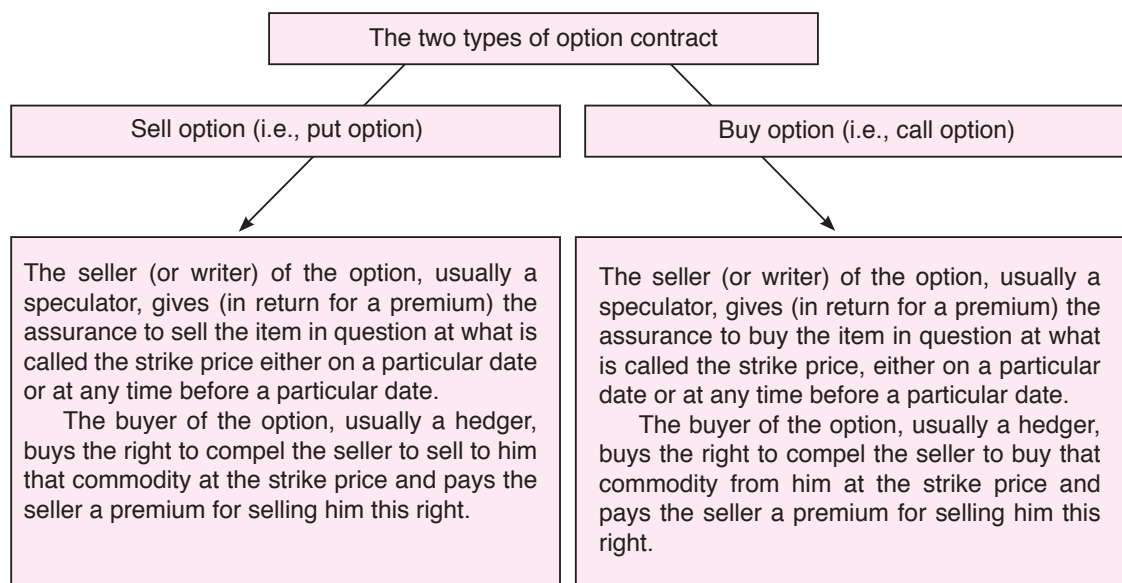 The two types of option contract
Sell option (i.e., put option)
Buy option (i.e., call option)
The seller (or writer) of the option, usually a
speculator, gives (in return for a premium) the
assurance to sell the item in question at what is
called the strike price either on a particular date
or at any time before a particular date.
The buyer of the option, usually a hedger,
buys the right to compel the seller to sell to him
that commodity at the strike price and pays the
seller a premium for selling him this right.
The seller (or writer) of the option, usually a
speculator, gives (in return for a premium) the
assurance to buy the item in question at what
is called the strike price, either on a particular
date or at any time before a particular date.
The buyer of the option, usually a hedger,
buys the right to compel the seller to buy that
commodity from him at the strike price and
pays the seller a premium for selling him this
right.